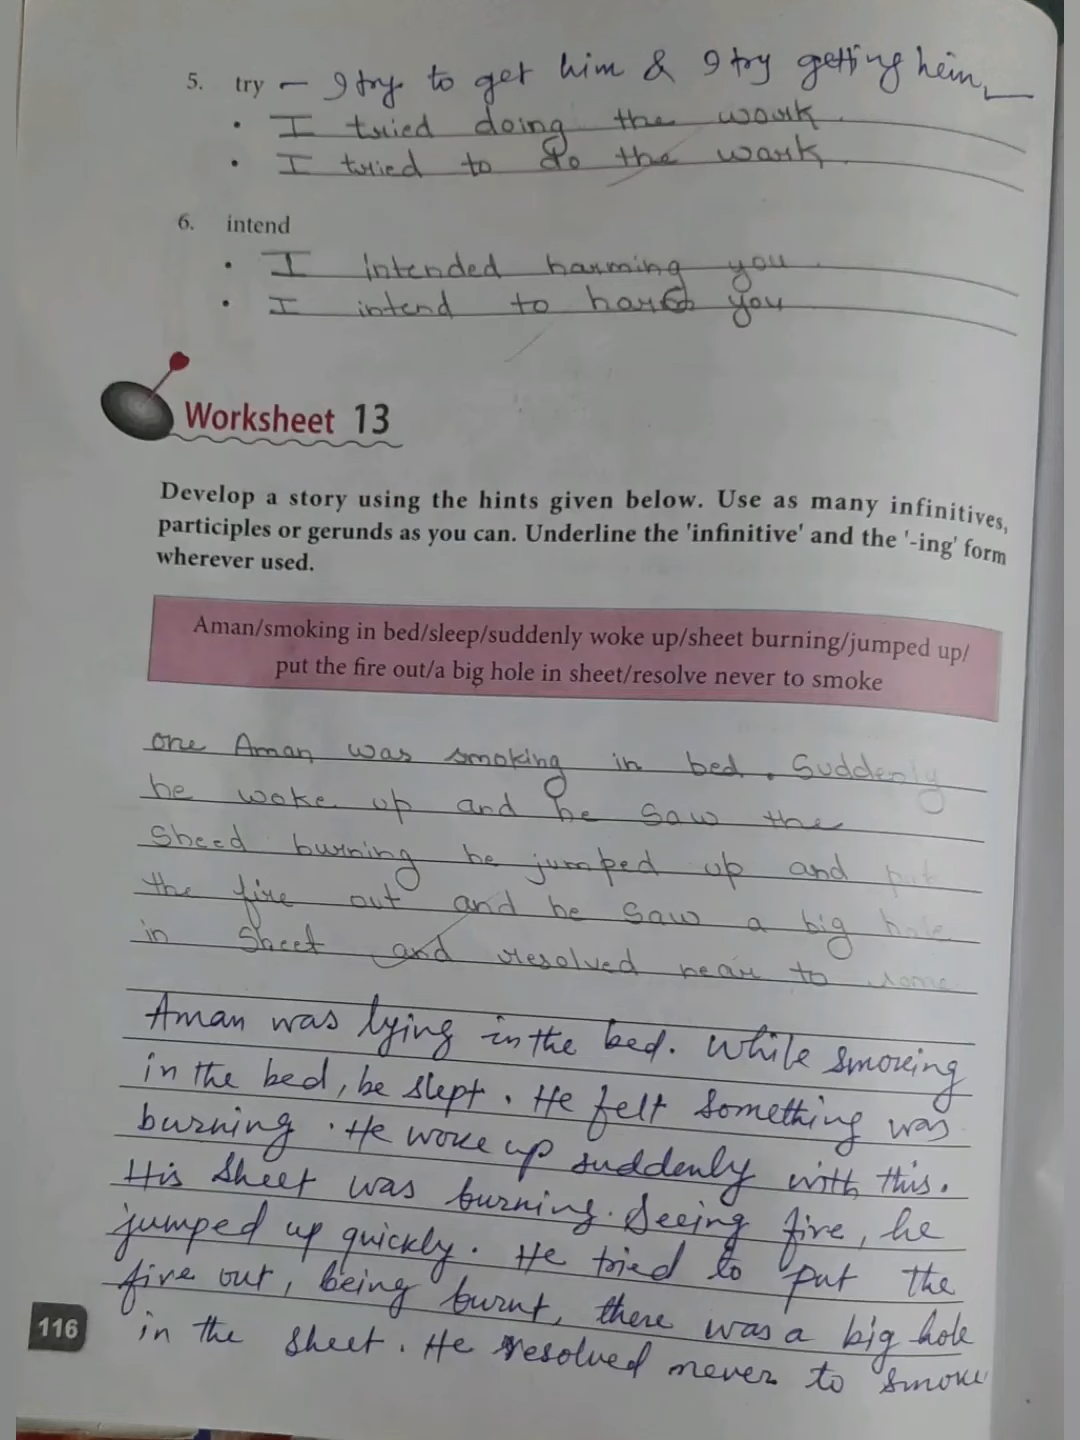 5. try – I try to get him & I try getting him
• I tried doing the work.
• I tried to do the work.
6. intend
• I intended harming you.
• I intend to harm you
Worksheet 13
Develop a story using the hints given below. Use as many infinitives,
participles or gerunds as you can. Underline the 'infinitive' and the '-ing' form
wherever used.
Aman/smoking in bed/sleep/suddenly woke up/sheet burning/jumped up/
put the fire out/a big hole in sheet/resolve never to smoke
one Aman was smoking in bed. Suddenly
he woke up and he saw the
Sheed burning he jumped up and put
the fire out and he saw a big hole
in Sheet and resolved near to
Aman was lying in the bed. While smoking
in the bed, he slept. He felt something was
burning. He woke up suddenly with this.
His sheet was burning. Seeing fire, he
jumped up quickly. He tried to put the
fire out, being burnt, there was a big hole
116 in the sheet. He resolved never to smoke